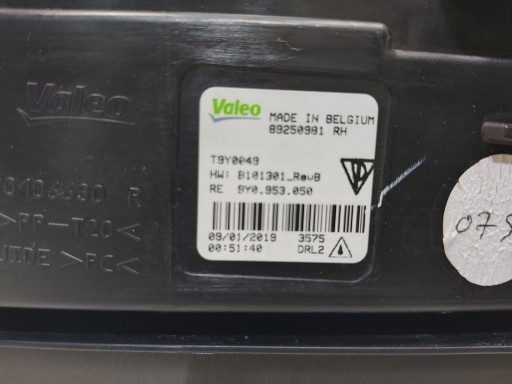 Valeo
Valeo
MADE IN BELGIUM
89250981 RH
T9Y0049
HW: B101301_RevB
RE 9Y0.953.050
09/01/2019 3575
00:51:40 DRL2
R
>PP-T20<
>PC<